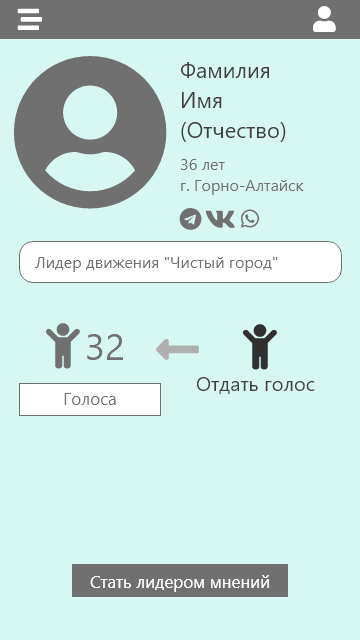 Фамилия
Имя
(Отчество)
36 лет
г. Горно-Алтайск
Лидер движения "Чистый город"
32
Отдать голос
Голоса
Стать лидером мнений